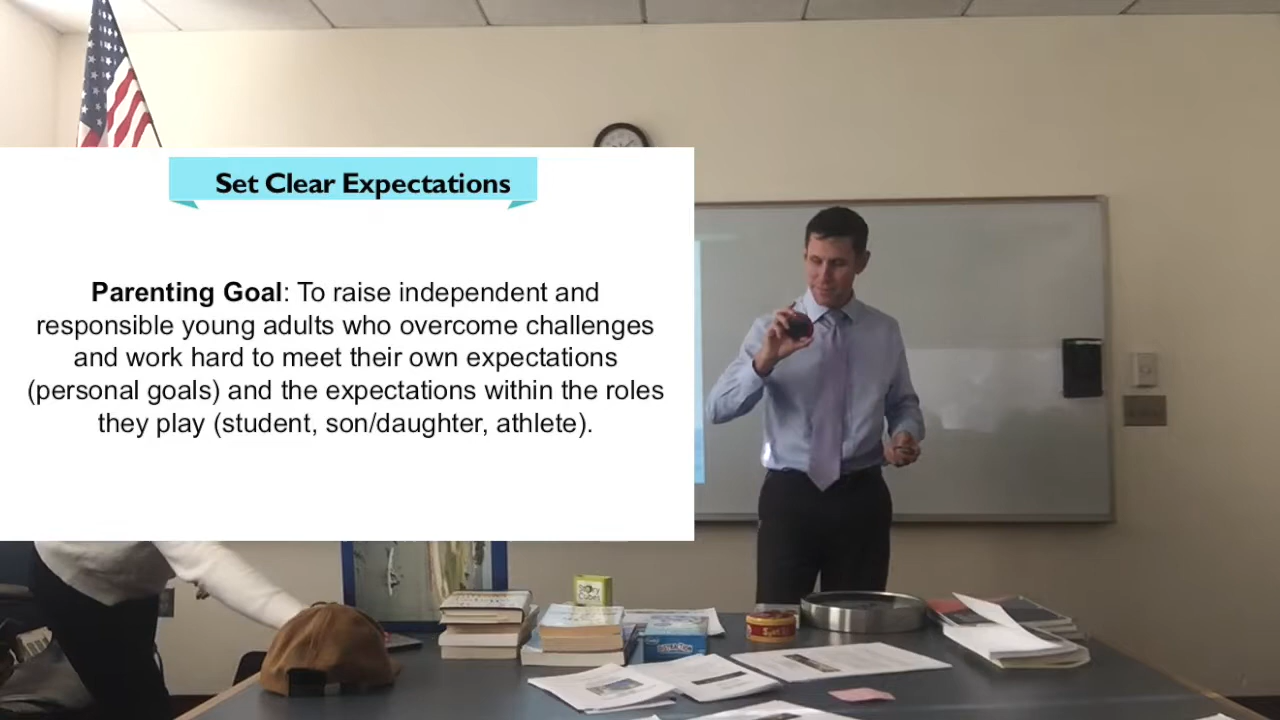 Set Clear Expectations
Parenting Goal: To raise independent and
responsible young adults who overcome challenges
and work hard to meet their own expectations
(personal goals) and the expectations within the roles
they play (student, son/daughter, athlete).